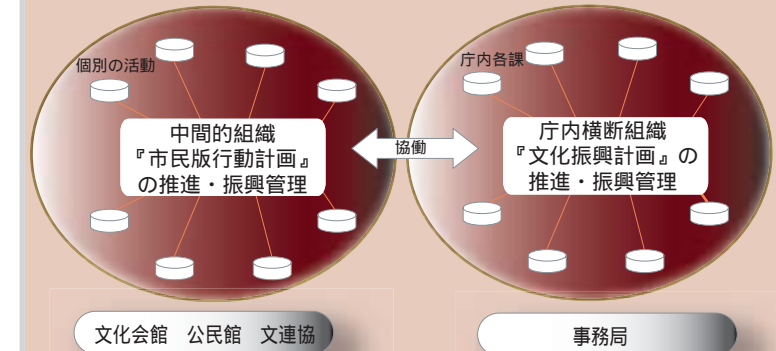 個別の活動
中間的組織
『市民版行動計画』
の推進・振興管理
協働
庁内各課
庁内横断組織
『文化振興計画』の
推進・振興管理
文化会館　公民館　文連協
事務局